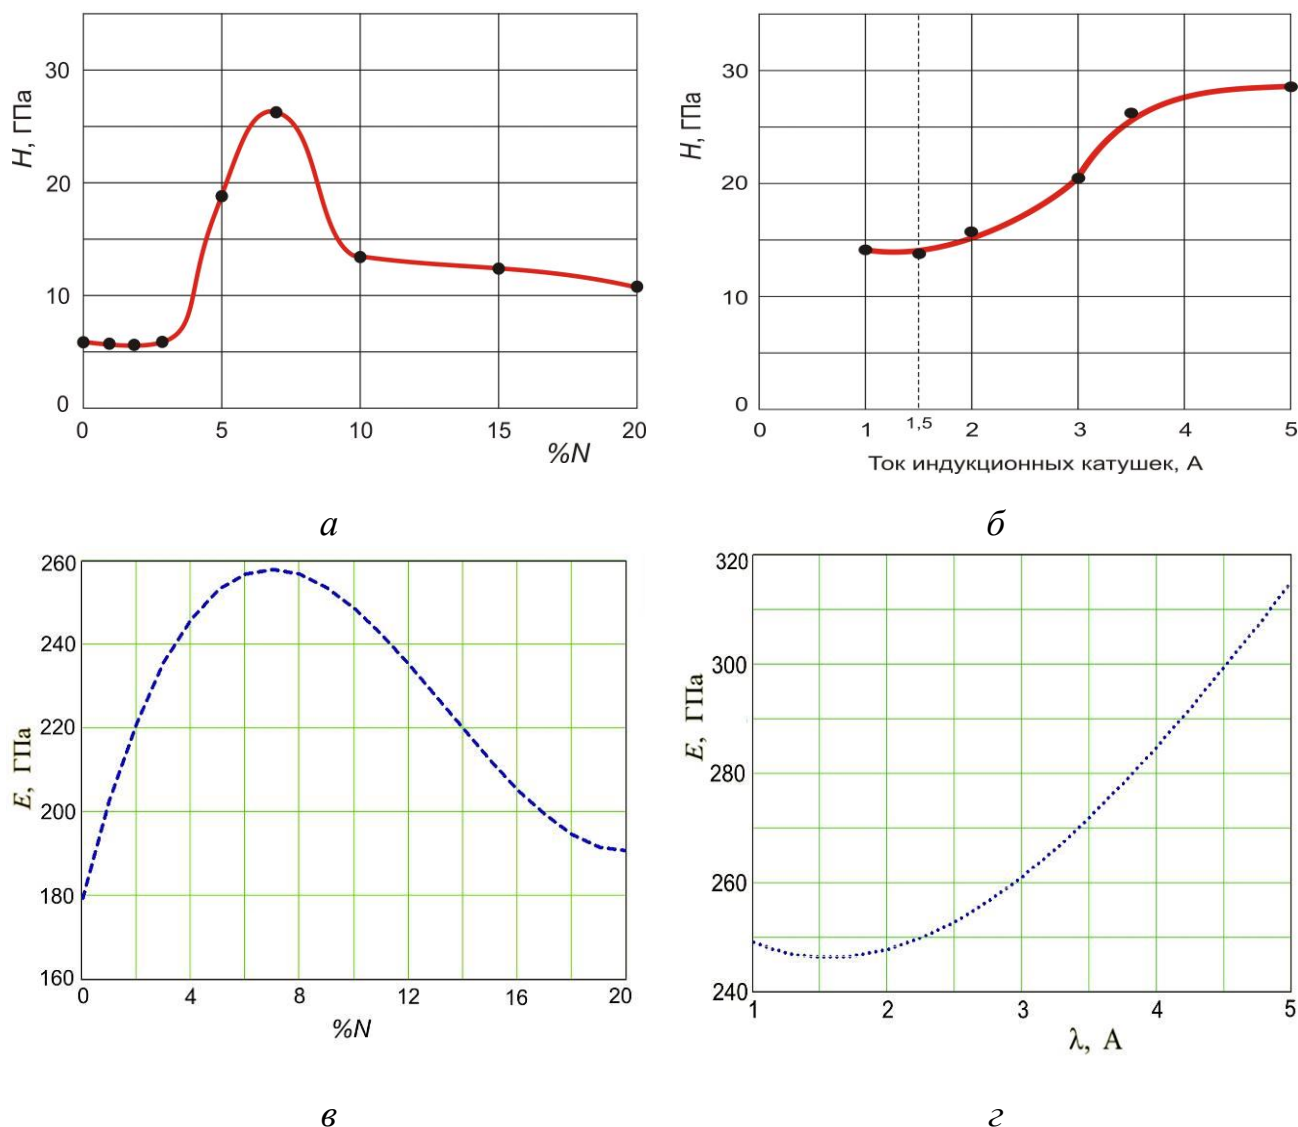 H, ГПа
30
20
10
0
0 5 10 15 20
%N
а
H, ГПа
30
20
10
0
0 1 1,5 2 3 4 5
Ток индукционных катушек, А
б
E, ГПа
260
240
220
200
180
160
0 4 8 12 16 20
%N
в
E, ГПа
320
300
280
260
240
1 2 3 4 5
λ, А
г